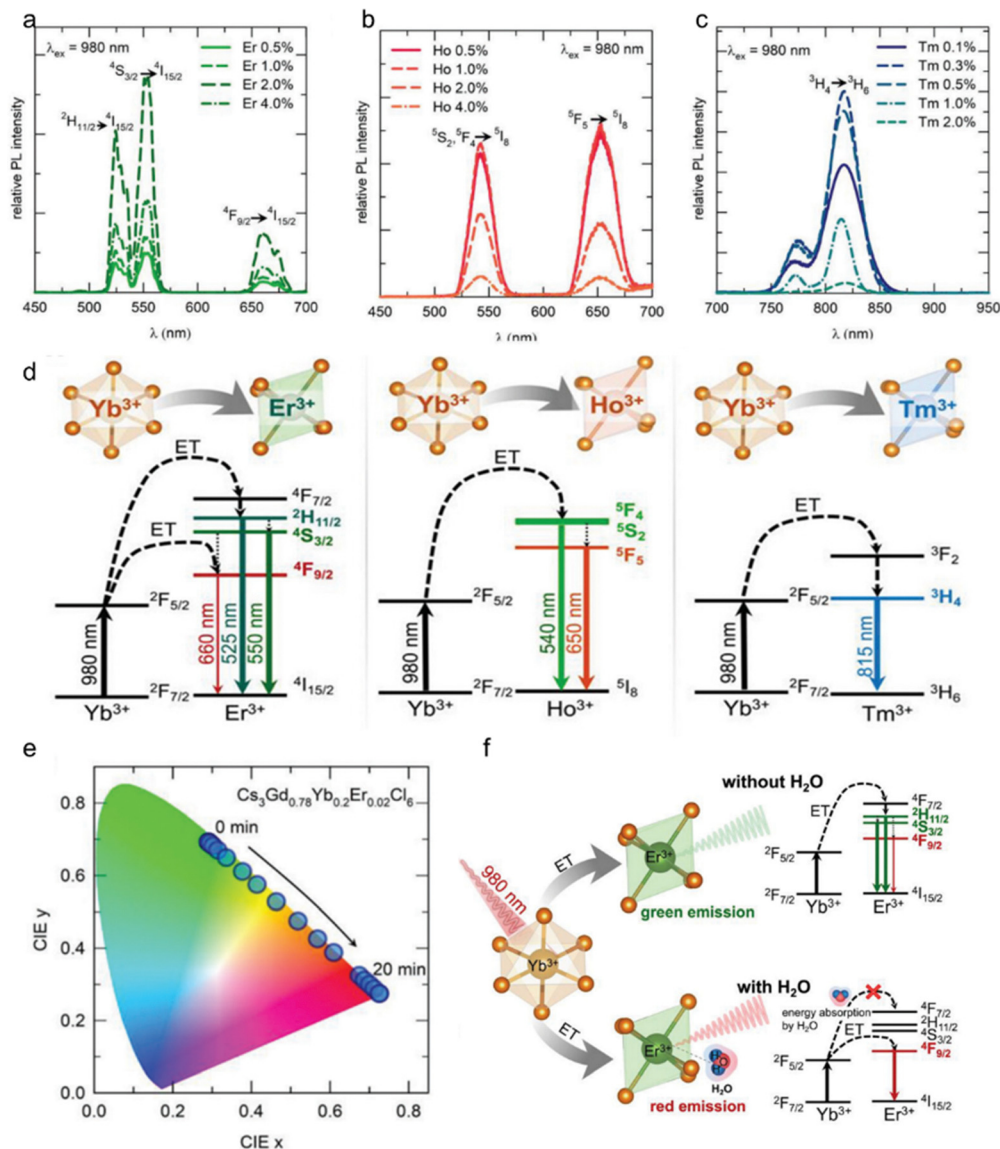 a
λex = 980 nm
Er 0.5%
Er 1.0%
Er 2.0%
Er 4.0%
⁴S₃/₂ → ⁴I₁₅/₂
²H₁₁/₂ → ⁴I₁₅/₂
⁴F₉/₂ → ⁴I₁₅/₂
relative PL intensity
450 500 550 600 650 700
λ (nm)
b
Ho 0.5%
Ho 1.0%
Ho 2.0%
Ho 4.0%
λex = 980 nm
⁵S₂, ⁵F₄ → ⁵I₈
⁵F₅ → ⁵I₈
relative PL intensity
450 500 550 600 650 700
λ (nm)
c
λex = 980 nm
Tm 0.1%
Tm 0.3%
Tm 0.5%
Tm 1.0%
Tm 2.0%
³H₄ → ³H₆
relative PL intensity
700 750 800 850 900 950
λ (nm)
d
Yb³⁺
Er³⁺
ET
ET
⁴F₇/₂
²H₁₁/₂
⁴S₃/₂
⁴F₉/₂
²F₅/₂
980 nm
660 nm
525 nm
550 nm
²F₇/₂
⁴I₁₅/₂
Yb³⁺
Er³⁺
Yb³⁺
Ho³⁺
ET
⁵F₄
⁵S₂
⁵F₅
²F₅/₂
980 nm
540 nm
650 nm
²F₇/₂
⁵I₈
Yb³⁺
Ho³⁺
Yb³⁺
Tm³⁺
ET
³F₂
²F₅/₂
³H₄
980 nm
815 nm
²F₇/₂
³H₆
Yb³⁺
Tm³⁺
e
Cs₃Gd₀.₇₈Yb₀.₂Er₀.₀₂Cl₆
0 min
20 min
CIE y
0.8
0.6
0.4
0.2
0.0
0.0 0.2 0.4 0.6 0.8
CIE x
f
without H₂O
980 nm
ET
Er³⁺
green emission
ET
⁴F₇/₂
²H₁₁/₂
⁴S₃/₂
⁴F₉/₂
²F₅/₂
²F₇/₂
⁴I₁₅/₂
Yb³⁺
Er³⁺
Yb³⁺
with H₂O
ET
Er³⁺
H
O
H
H₂O
red emission
energy absorption
by H₂O
ET
⁴F₇/₂
²H₁₁/₂
⁴S₃/₂
⁴F₉/₂
²F₅/₂
²F₇/₂
⁴I₁₅/₂
Yb³⁺
Er³⁺